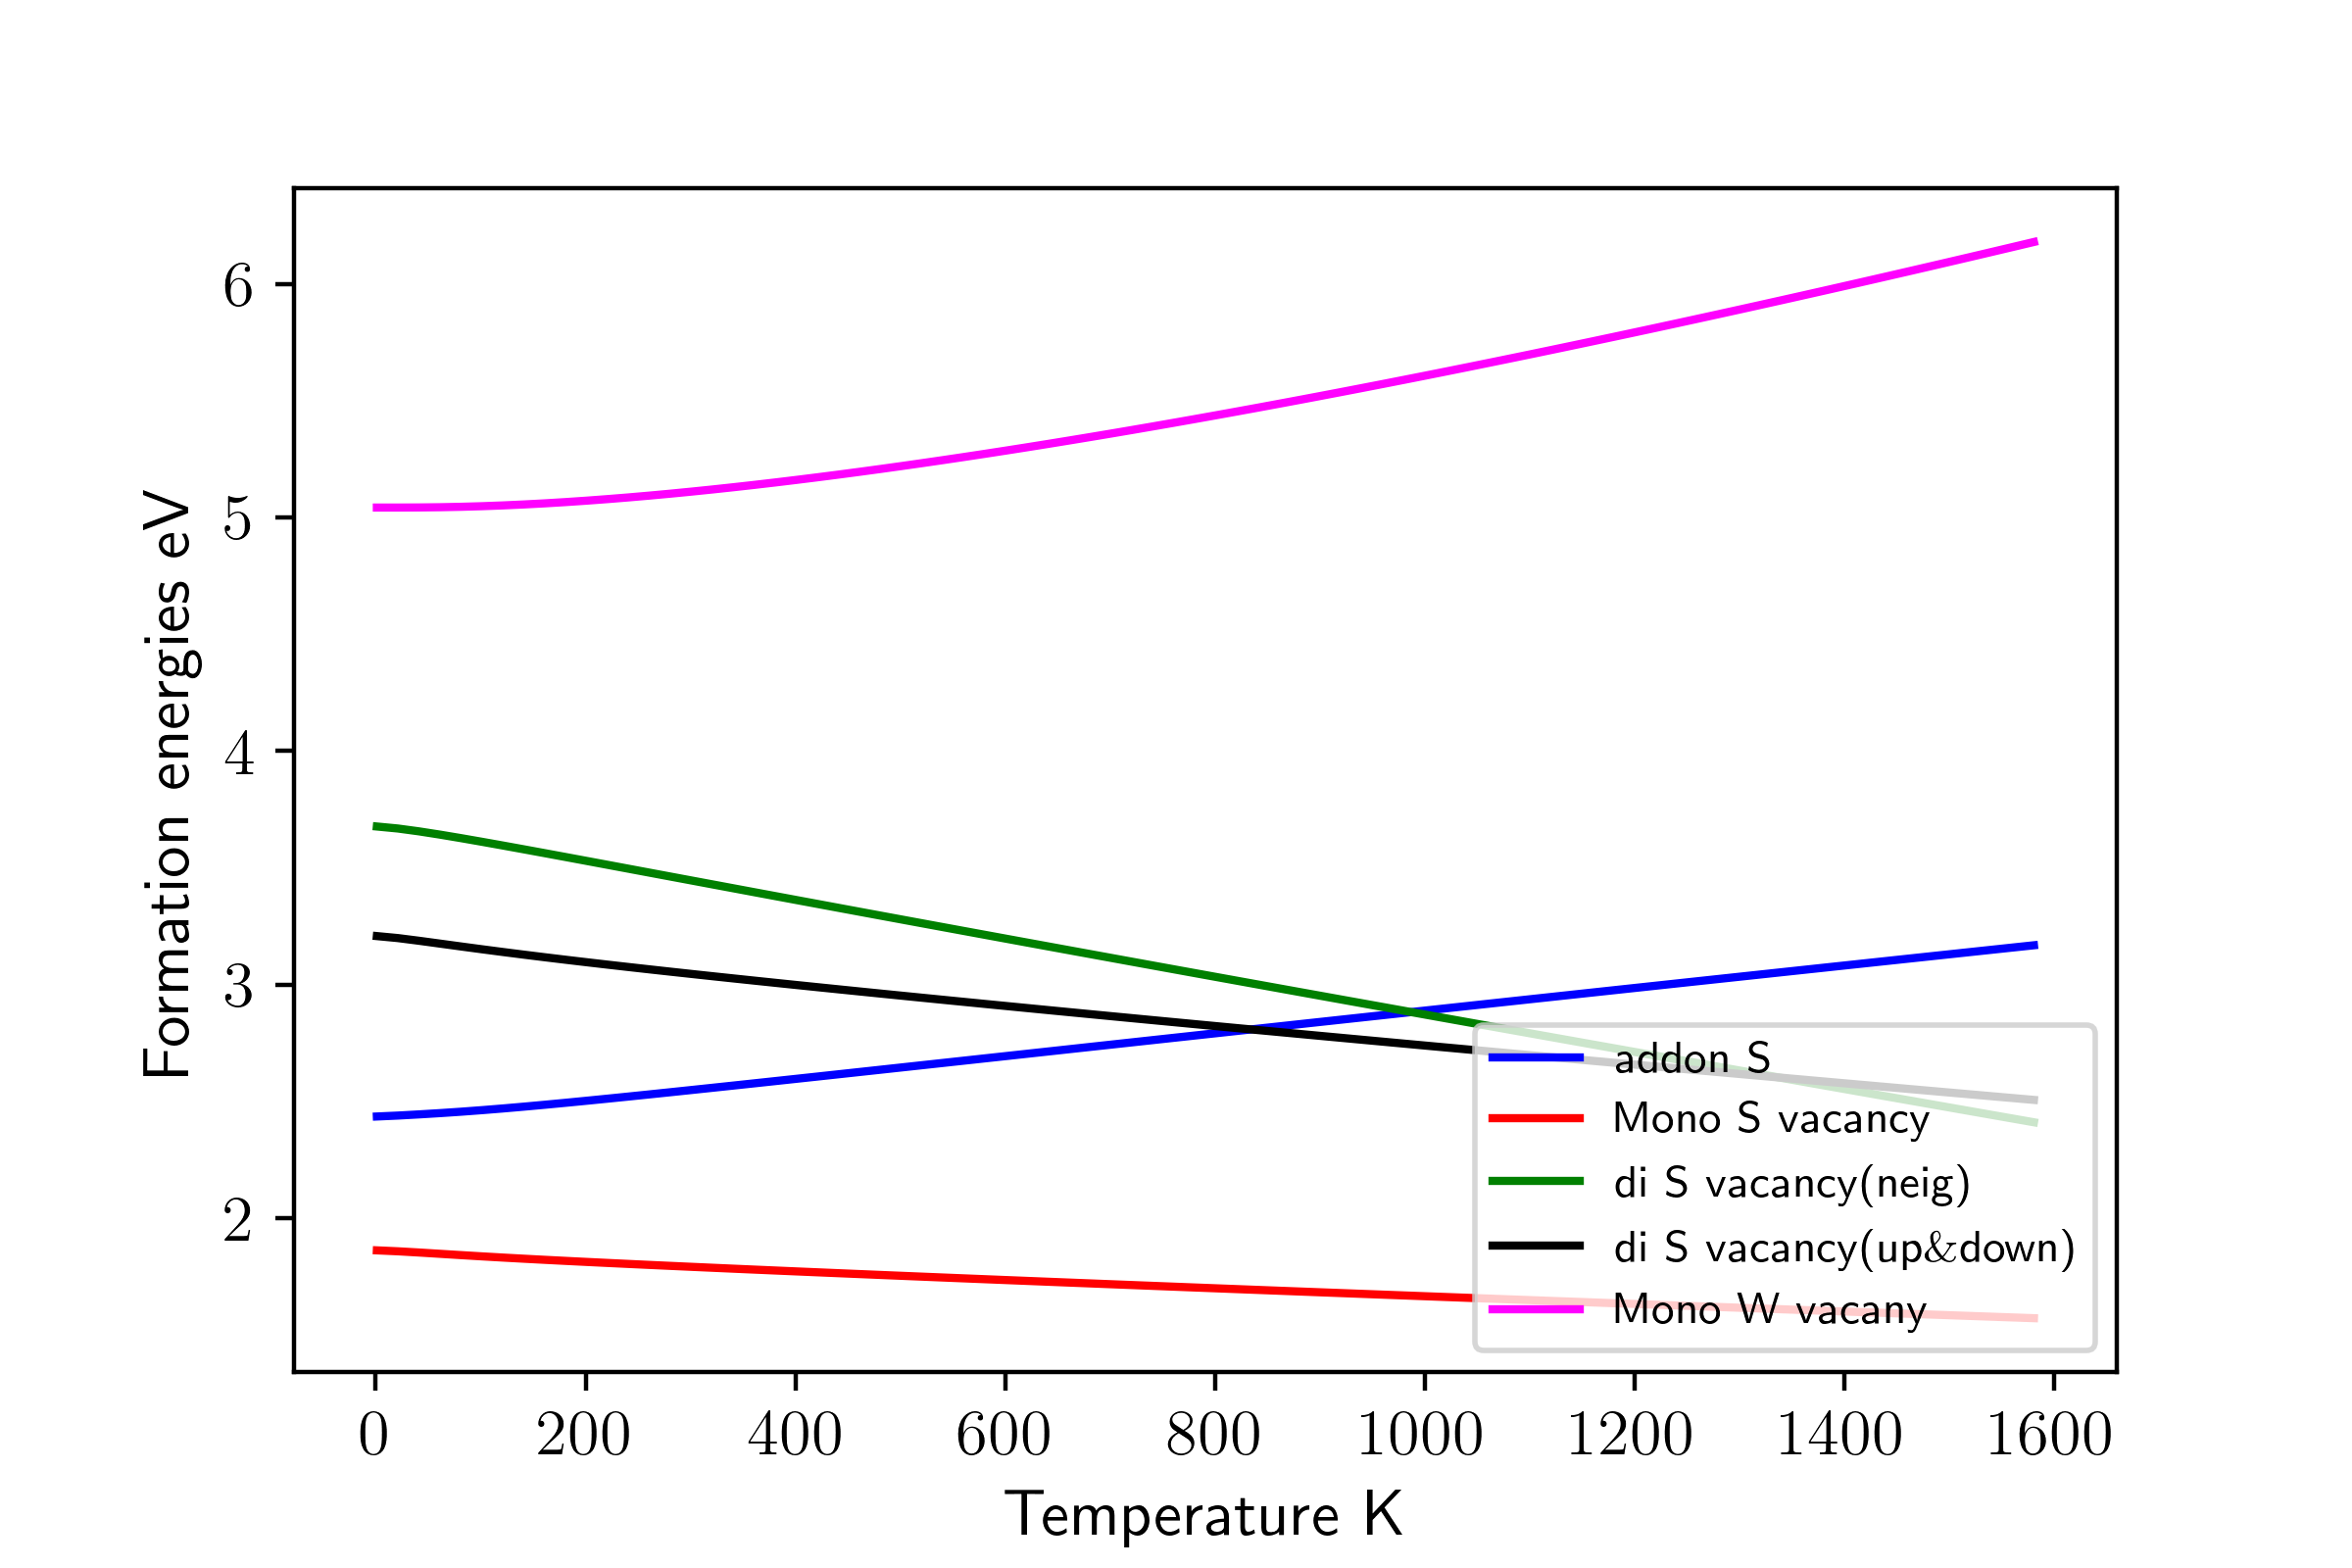 Formation energies eV
6
5
4
3
2
addon S
Mono S vacancy
di S vacancy(neig)
di S vacancy(up&down)
Mono W vacany
0 200 400 600 800 1000 1200 1400 1600
Temperature K